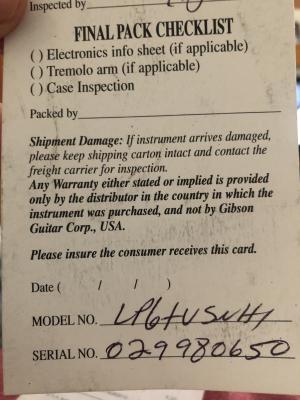 Inspected by
FINAL PACK CHECKLIST
( ) Electronics info sheet (if applicable)
( ) Tremolo arm (if applicable)
( ) Case Inspection
Packed by
Shipment Damage: If instrument arrives damaged,
please keep shipping carton intact and contact the
freight carrier for inspection.
Any Warranty either stated or implied is provided
only by the distributor in the country in which the
instrument was purchased, and not by Gibson
Guitar Corp., USA.
Please insure the consumer receives this card.
Date ( / / )
MODEL NO.
SERIAL NO. 029980650